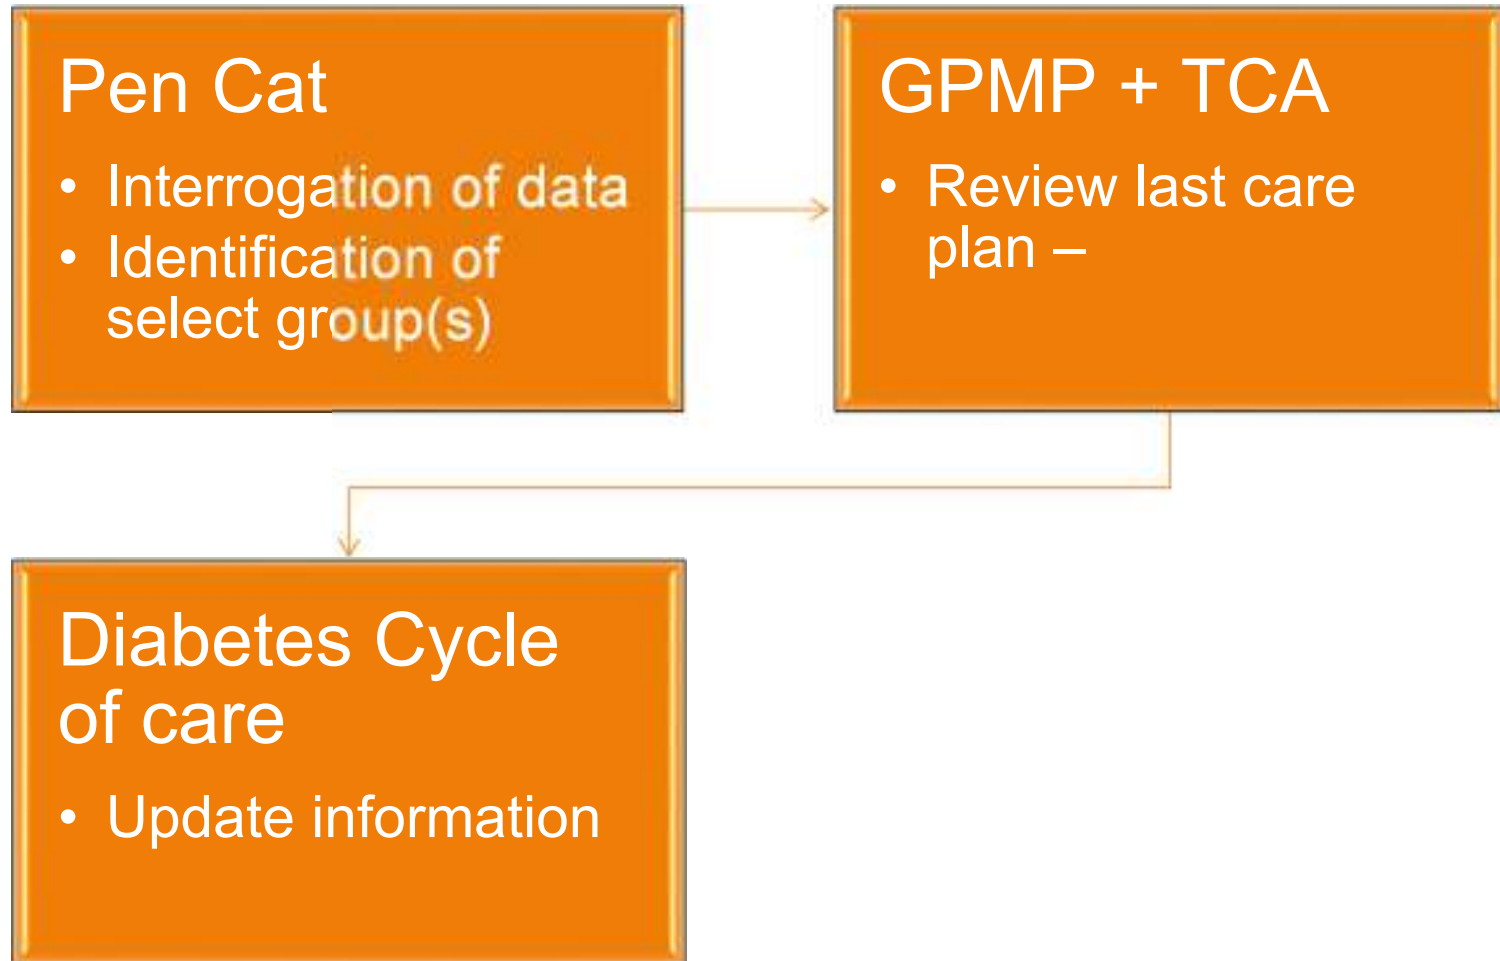 Pen Cat
• Interrogation of data
• Identification of
select group(s)
GPMP + TCA
• Review last care
plan –
Diabetes Cycle
of care
• Update information